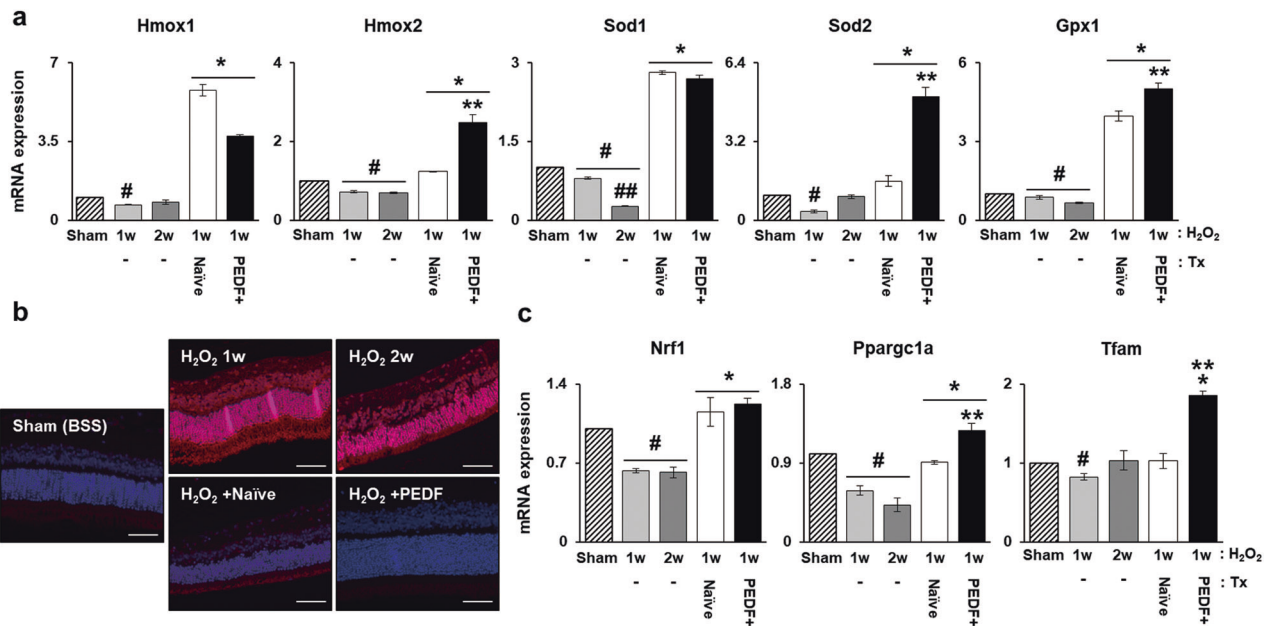 a
Hmox1 Hmox2 Sod1 Sod2 Gpx1
mRNA expression
7
3.5
0
#
*
4
2
0
#
*
**
3
1.5
0
#
##
*
6.4
3.2
0
#
*
**
6
3
0
#
*
**
Sham 1w 2w 1w 1w Sham 1w 2w 1w 1w Sham 1w 2w 1w 1w Sham 1w 2w 1w 1w Sham 1w 2w 1w 1w : H₂O₂
- - Naïve PEDF+ - - Naïve PEDF+ - - Naïve PEDF+ - - Naïve PEDF+ - - Naïve PEDF+ : Tx
b
Sham (BSS)
H₂O₂ 1w
H₂O₂ 2w
H₂O₂ +Naïve
H₂O₂ +PEDF
c
Nrf1 Ppargc1a Tfam
mRNA expression
1.4
0.7
0
#
*
1.8
0.9
0
#
*
**
2
1
0
#
**
*
Sham 1w 2w 1w 1w Sham 1w 2w 1w 1w Sham 1w 2w 1w 1w : H₂O₂
- - Naïve PEDF+ - - Naïve PEDF+ - - Naïve PEDF+ : Tx